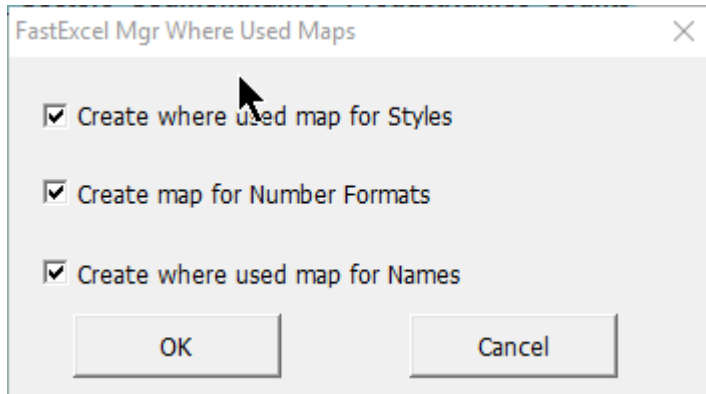 FastExcel Mgr Where Used Maps
Create where used map for Styles
Create map for Number Formats
Create where used map for Names
OK
Cancel